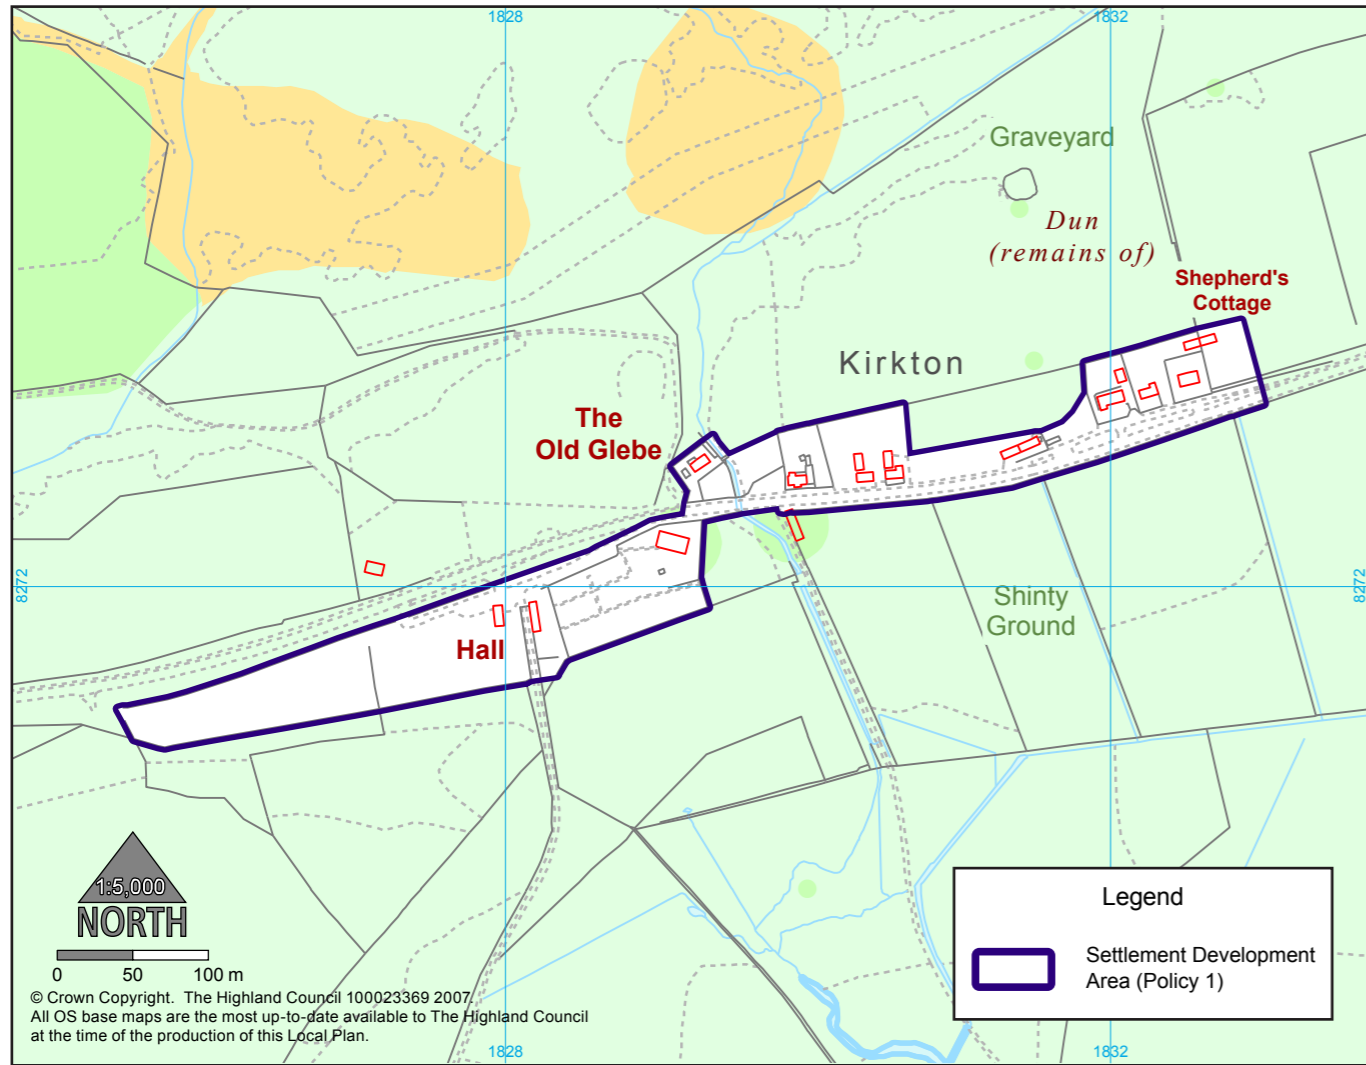 1828
1832
Graveyard
Dun
(remains of)
Shepherd's
Cottage
Kirkton
The
Old Glebe
8272
8272
Shinty
Ground
Hall
1:5,000
NORTH
0 50 100 m
© Crown Copyright. The Highland Council 100023369 2007.
All OS base maps are the most up-to-date available to The Highland Council
at the time of the production of this Local Plan.
Legend
Settlement Development
Area (Policy 1)
1828
1832